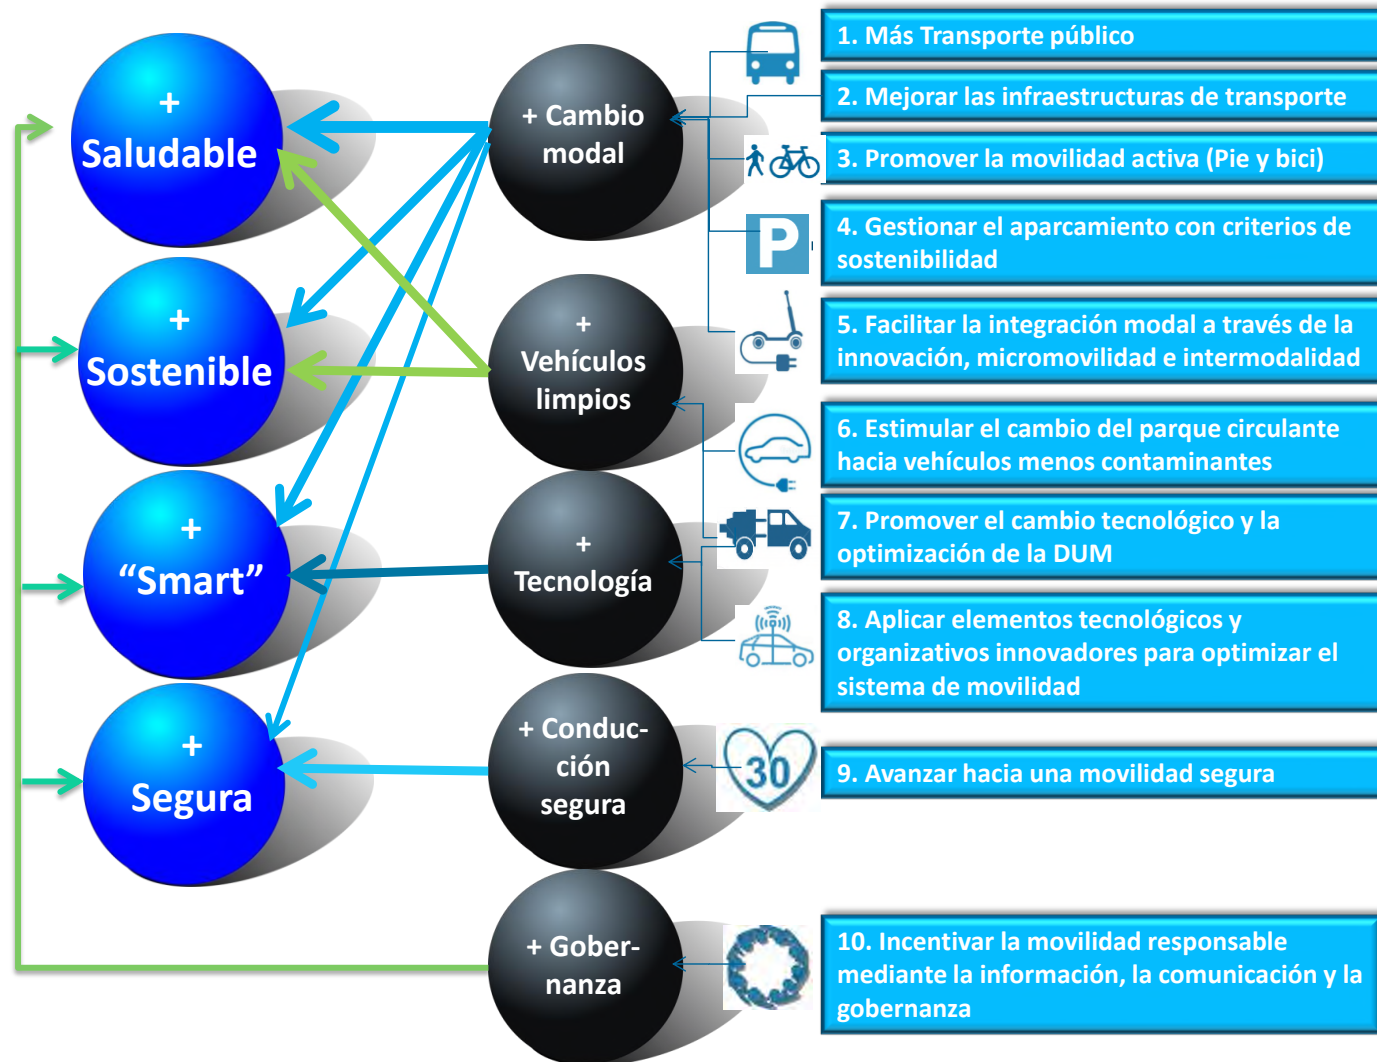 +
Saludable
+
Sostenible
+
“Smart”
+
Segura
+ Cambio
modal
+
Vehículos
limpios
+
Tecnología
+ Conduc-
ción
segura
+ Gober-
nanza
P
30
1. Más Transporte público
2. Mejorar las infraestructuras de transporte
3. Promover la movilidad activa (Pie y bici)
4. Gestionar el aparcamiento con criterios de
sostenibilidad
5. Facilitar la integración modal a través de la
innovación, micromovilidad e intermodalidad
6. Estimular el cambio del parque circulante
hacia vehículos menos contaminantes
7. Promover el cambio tecnológico y la
optimización de la DUM
8. Aplicar elementos tecnológicos y
organizativos innovadores para optimizar el
sistema de movilidad
9. Avanzar hacia una movilidad segura
10. Incentivar la movilidad responsable
mediante la información, la comunicación y la
gobernanza